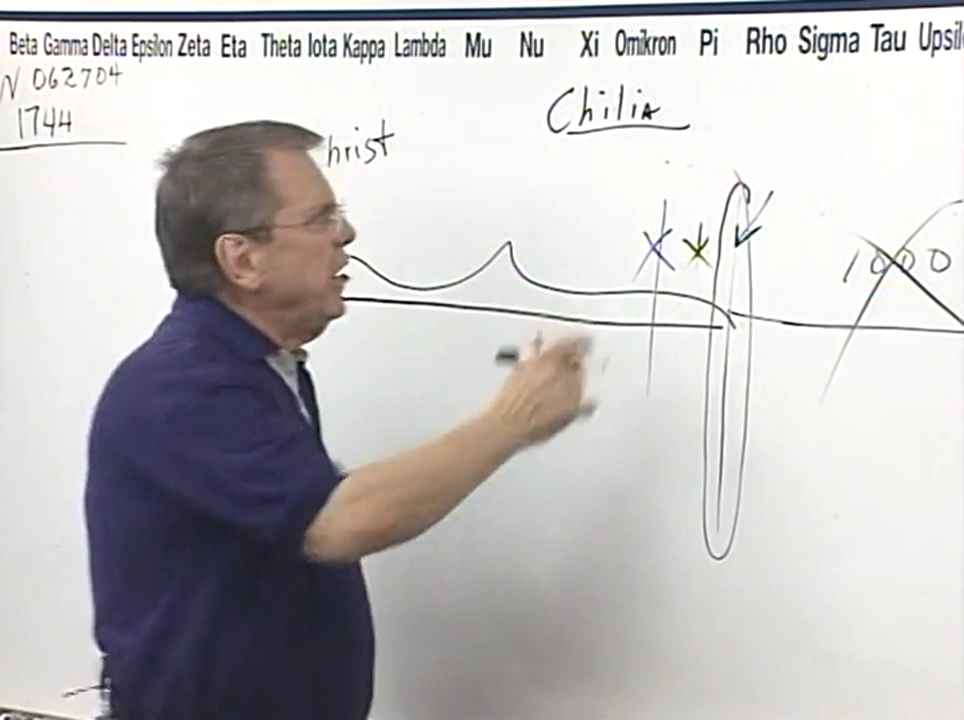 Beta Gamma Delta Epsilon Zeta Eta Theta Iota Kappa Lambda Mu Nu Xi Omikron Pi Rho Sigma Tau Upsil
N 062704
1744
hrist
Chilia
1000